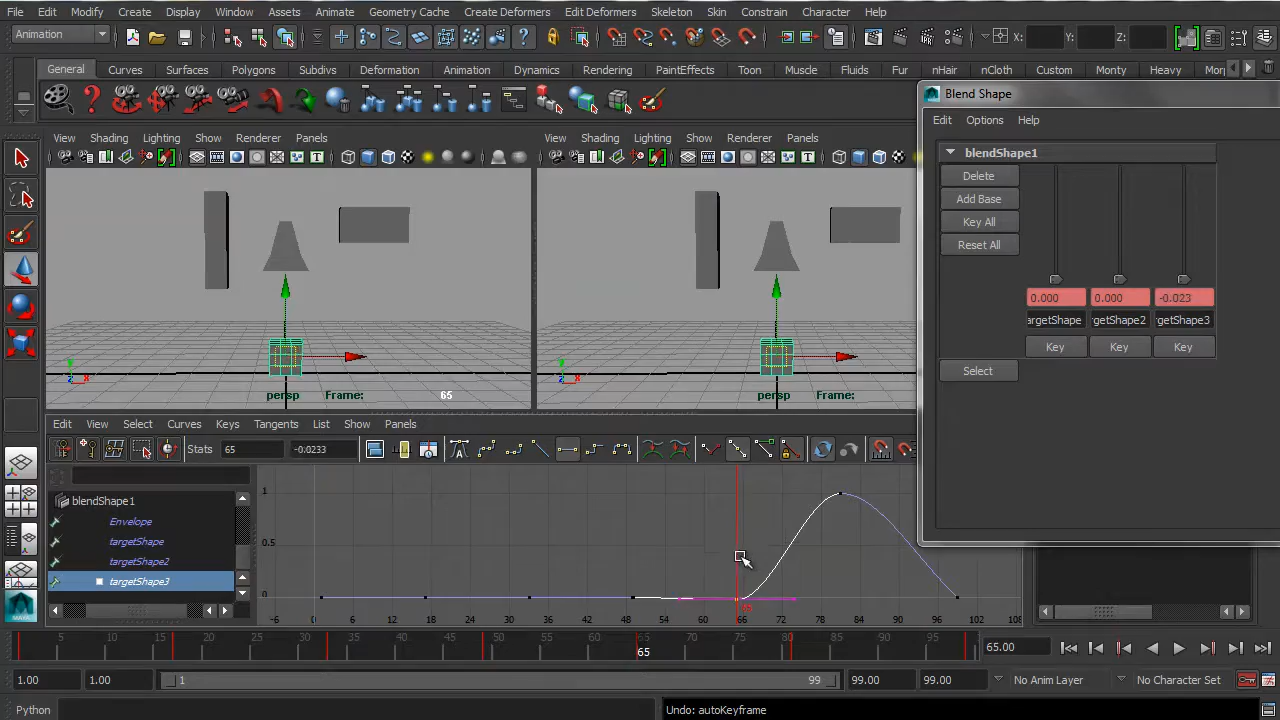 File Edit Modify Create Display Window Assets Animate Geometry Cache Create Deformers Edit Deformers Skeleton Skin Constrain Character Help
Animation X: Y: Z:
General Curves Surfaces Polygons Subdivs Deformation Animation Dynamics Rendering PaintEffects Toon Muscle Fluids Fur nHair nCloth Custom Monty Heavy Mor
Blend Shape
Edit Options Help
View Shading Lighting Show Renderer Panels
View Shading Lighting Show Renderer Panels
blendShape1
Delete
Add Base
Key All
Reset All
0.000 0.000 -0.023
argetShape getShape2 getShape3
Key Key Key
Select
persp Frame: 65
persp Frame:
Edit View Select Curves Keys Tangents List Show Panels
Stats 65 -0.0233
blendShape1
Envelope
targetShape
targetShape2
targetShape3
1
0.5
0
65
-6 0 6 12 18 24 30 36 42 48 54 60 66 72 78 84 90 96 102 108
5 10 15 20 25 30 35 40 45 50 55 60 65 70 75 80 85 90 95
65
65.00
1.00 1.00 1 99 99.00 99.00 No Anim Layer No Character Set
Python Undo: autoKeyframe